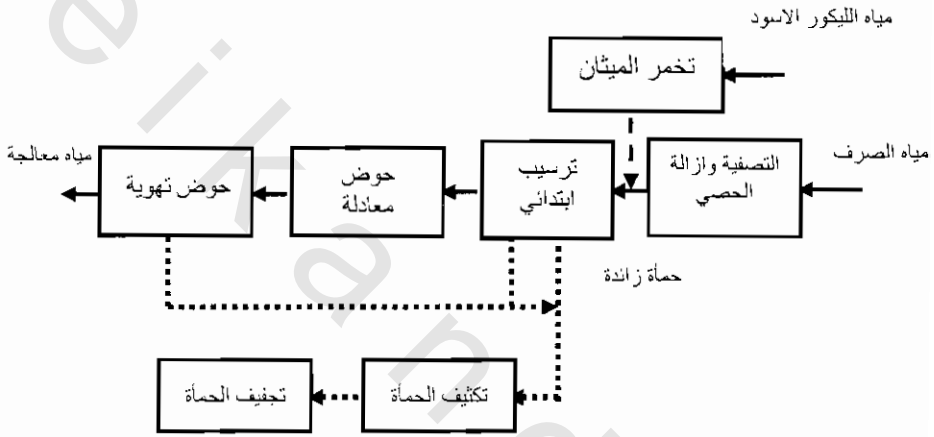 مياه الليكور الاسود
تخمر الميثان
مياه الصرف
التصفية وازالة
الحصي
ترسيب
ابتدائي
حوض
معادلة
حوض تهوية
مياه معالجة
حمأة زائدة
تكثيف الحمأة
تجفيف الحمأة